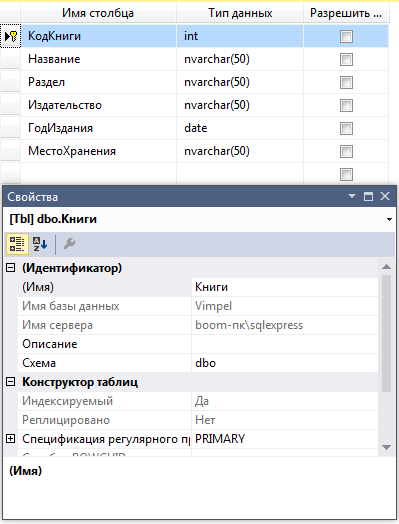 Имя столбца Тип данных Разрешить ...
КодКниги int
Название nvarchar(50)
Раздел nvarchar(50)
Издательство nvarchar(50)
ГодИздания date
МестоХранения nvarchar(50)
Свойства
[Tbl] dbo.Книги
(Идентификатор)
(Имя) Книги
Имя базы данных Vimpel
Имя сервера boom-пк\sqlexpress
Описание
Схема dbo
Конструктор таблиц
Индексируемый Да
Реплицировано Нет
Спецификация регулярного пр PRIMARY
(Имя)